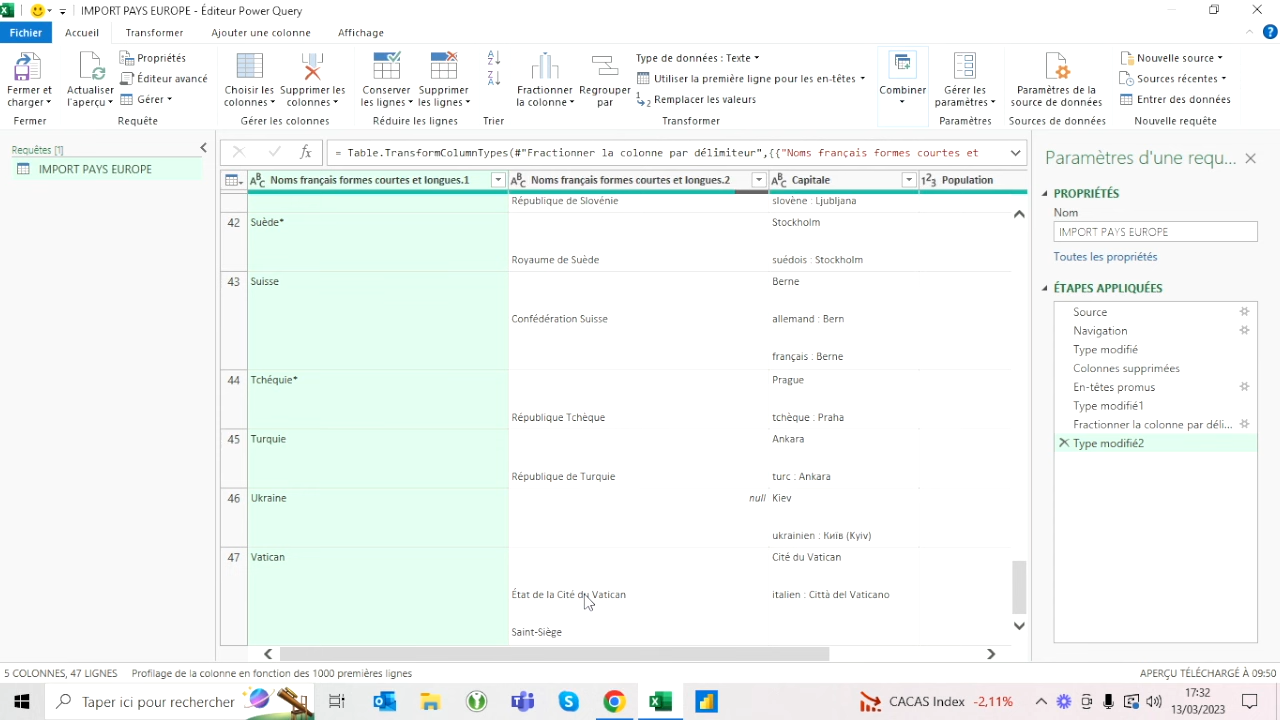 IMPORT PAYS EUROPE - Éditeur Power Query
Fichier Accueil Transformer Ajouter une colonne Affichage
Fermer et charger
Fermer
Actualiser l'aperçu
Propriétés
Éditeur avancé
Gérer
Requête
Choisir les colonnes
Supprimer les colonnes
Gérer les colonnes
Conserver les lignes
Supprimer les lignes
Réduire les lignes
Trier
Fractionner la colonne
Regrouper par
Type de données : Texte
Utiliser la première ligne pour les en-têtes
Remplacer les valeurs
Transformer
Combiner
Gérer les paramètres
Paramètres
Paramètres de la source de données
Sources de données
Nouvelle source
Sources récentes
Entrer des données
Nouvelle requête
Requêtes [1]
IMPORT PAYS EUROPE
fx = Table.TransformColumnTypes(#"Fractionner la colonne par délimiteur",{{"Noms français formes courtes et
ABC Noms français formes courtes et longues.1 ABC Noms français formes courtes et longues.2 ABC Capitale 123 Population
République de Slovénie slovène : Ljubljana
42 Suède* Stockholm
Royaume de Suède suédois : Stockholm
43 Suisse Berne
Confédération Suisse allemand : Bern
français : Berne
44 Tchéquie* Prague
République Tchèque tchèque : Praha
45 Turquie Ankara
République de Turquie turc : Ankara
46 Ukraine null Kiev
ukrainien : Київ (Kyiv)
47 Vatican Cité du Vatican
État de la Cité du Vatican italien : Città del Vaticano
Saint-Siège
Paramètres d'une requ...
PROPRIÉTÉS
Nom
IMPORT PAYS EUROPE
Toutes les propriétés
ÉTAPES APPLIQUÉES
Source
Navigation
Type modifié
Colonnes supprimées
En-têtes promus
Type modifié1
Fractionner la colonne par déli...
Type modifié2
5 COLONNES, 47 LIGNES Profilage de la colonne en fonction des 1000 premières lignes APERÇU TÉLÉCHARGÉ À 09:50
Taper ici pour rechercher
CACAS Index -2,11%
17:32
13/03/2023